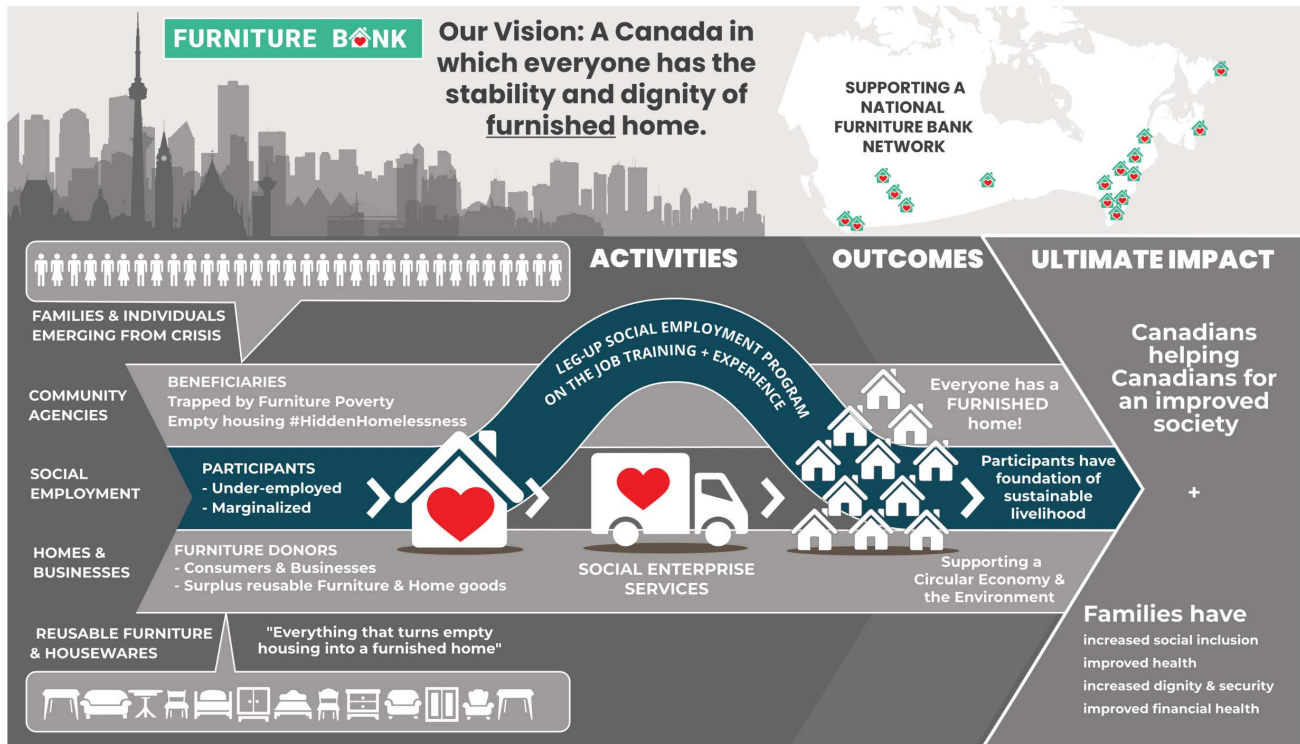 FURNITURE BANK
Our Vision: A Canada in
which everyone has the
stability and dignity of
furnished home.
SUPPORTING A
NATIONAL
FURNITURE BANK
NETWORK
ACTIVITIES
OUTCOMES
ULTIMATE IMPACT
FAMILIES & INDIVIDUALS
EMERGING FROM CRISIS
LEG-UP SOCIAL EMPLOYMENT PROGRAM
ON THE JOB TRAINING + EXPERIENCE
COMMUNITY
AGENCIES
BENEFICIARIES
Trapped by Furniture Poverty
Empty housing #HiddenHomelessness
Everyone has a
FURNISHED
home!
SOCIAL
EMPLOYMENT
PARTICIPANTS
- Under-employed
- Marginalized
Participants have
foundation of
sustainable
livelihood
HOMES &
BUSINESSES
FURNITURE DONORS
- Consumers & Businesses
- Surplus reusable Furniture & Home goods
SOCIAL ENTERPRISE
SERVICES
Supporting a
Circular Economy &
the Environment
REUSABLE FURNITURE
& HOUSEWARES
"Everything that turns empty
housing into a furnished home"
Canadians
helping
Canadians for
an improved
society
+
Families have
increased social inclusion
improved health
increased dignity & security
improved financial health